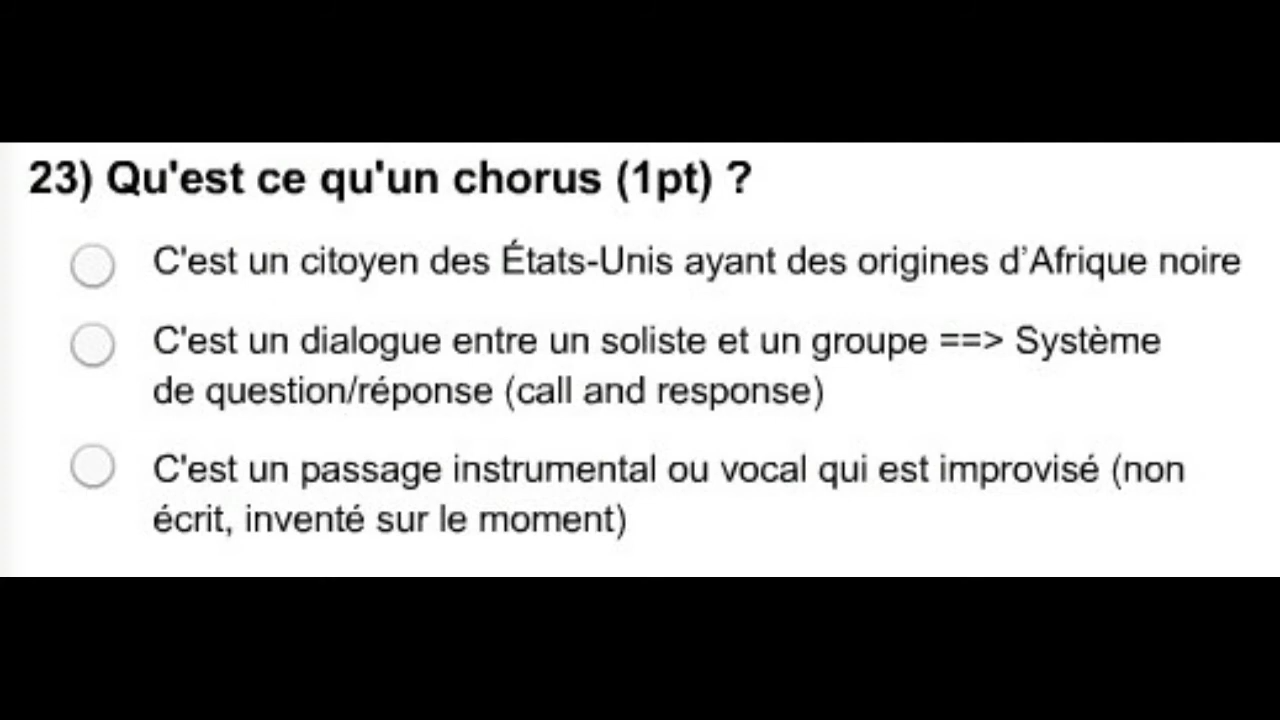 23) Qu'est ce qu'un chorus (1pt) ?
C'est un citoyen des États-Unis ayant des origines d’Afrique noire
C'est un dialogue entre un soliste et un groupe ==> Système
de question/réponse (call and response)
C'est un passage instrumental ou vocal qui est improvisé (non
écrit, inventé sur le moment)